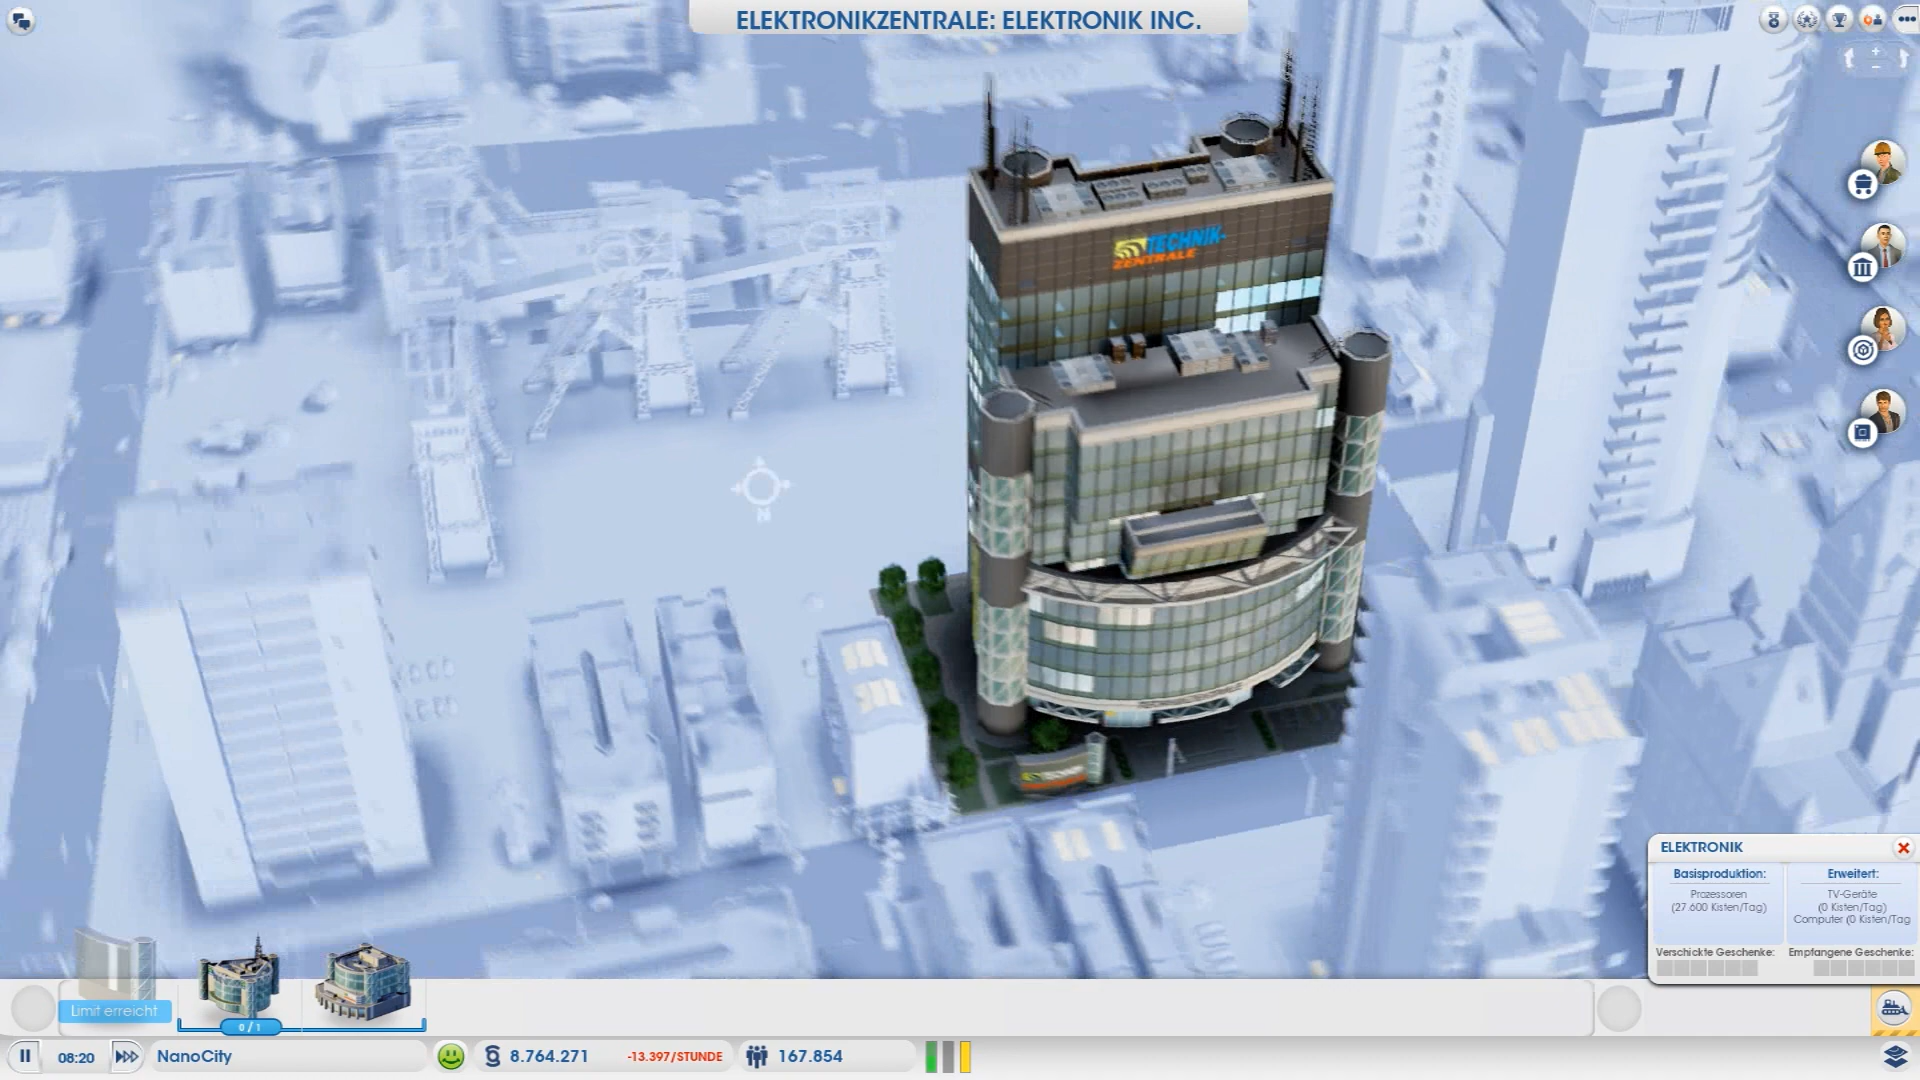 ELEKTRONIKZENTRALE: ELEKTRONIK INC.
TECHNIK-
ZENTRALE
N
ELEKTRONIK
Basisproduktion:
Prozessoren
(27.600 Kisten/Tag)
Erweitert:
TV-Geräte
(0 Kisten/Tag)
Computer (0 Kisten/Tag
Verschickte Geschenke:
Empfangene Geschenke:
Limit erreicht
0 / 1
08:20
NanoCity
8.764.271
-13.397/STUNDE
167.854